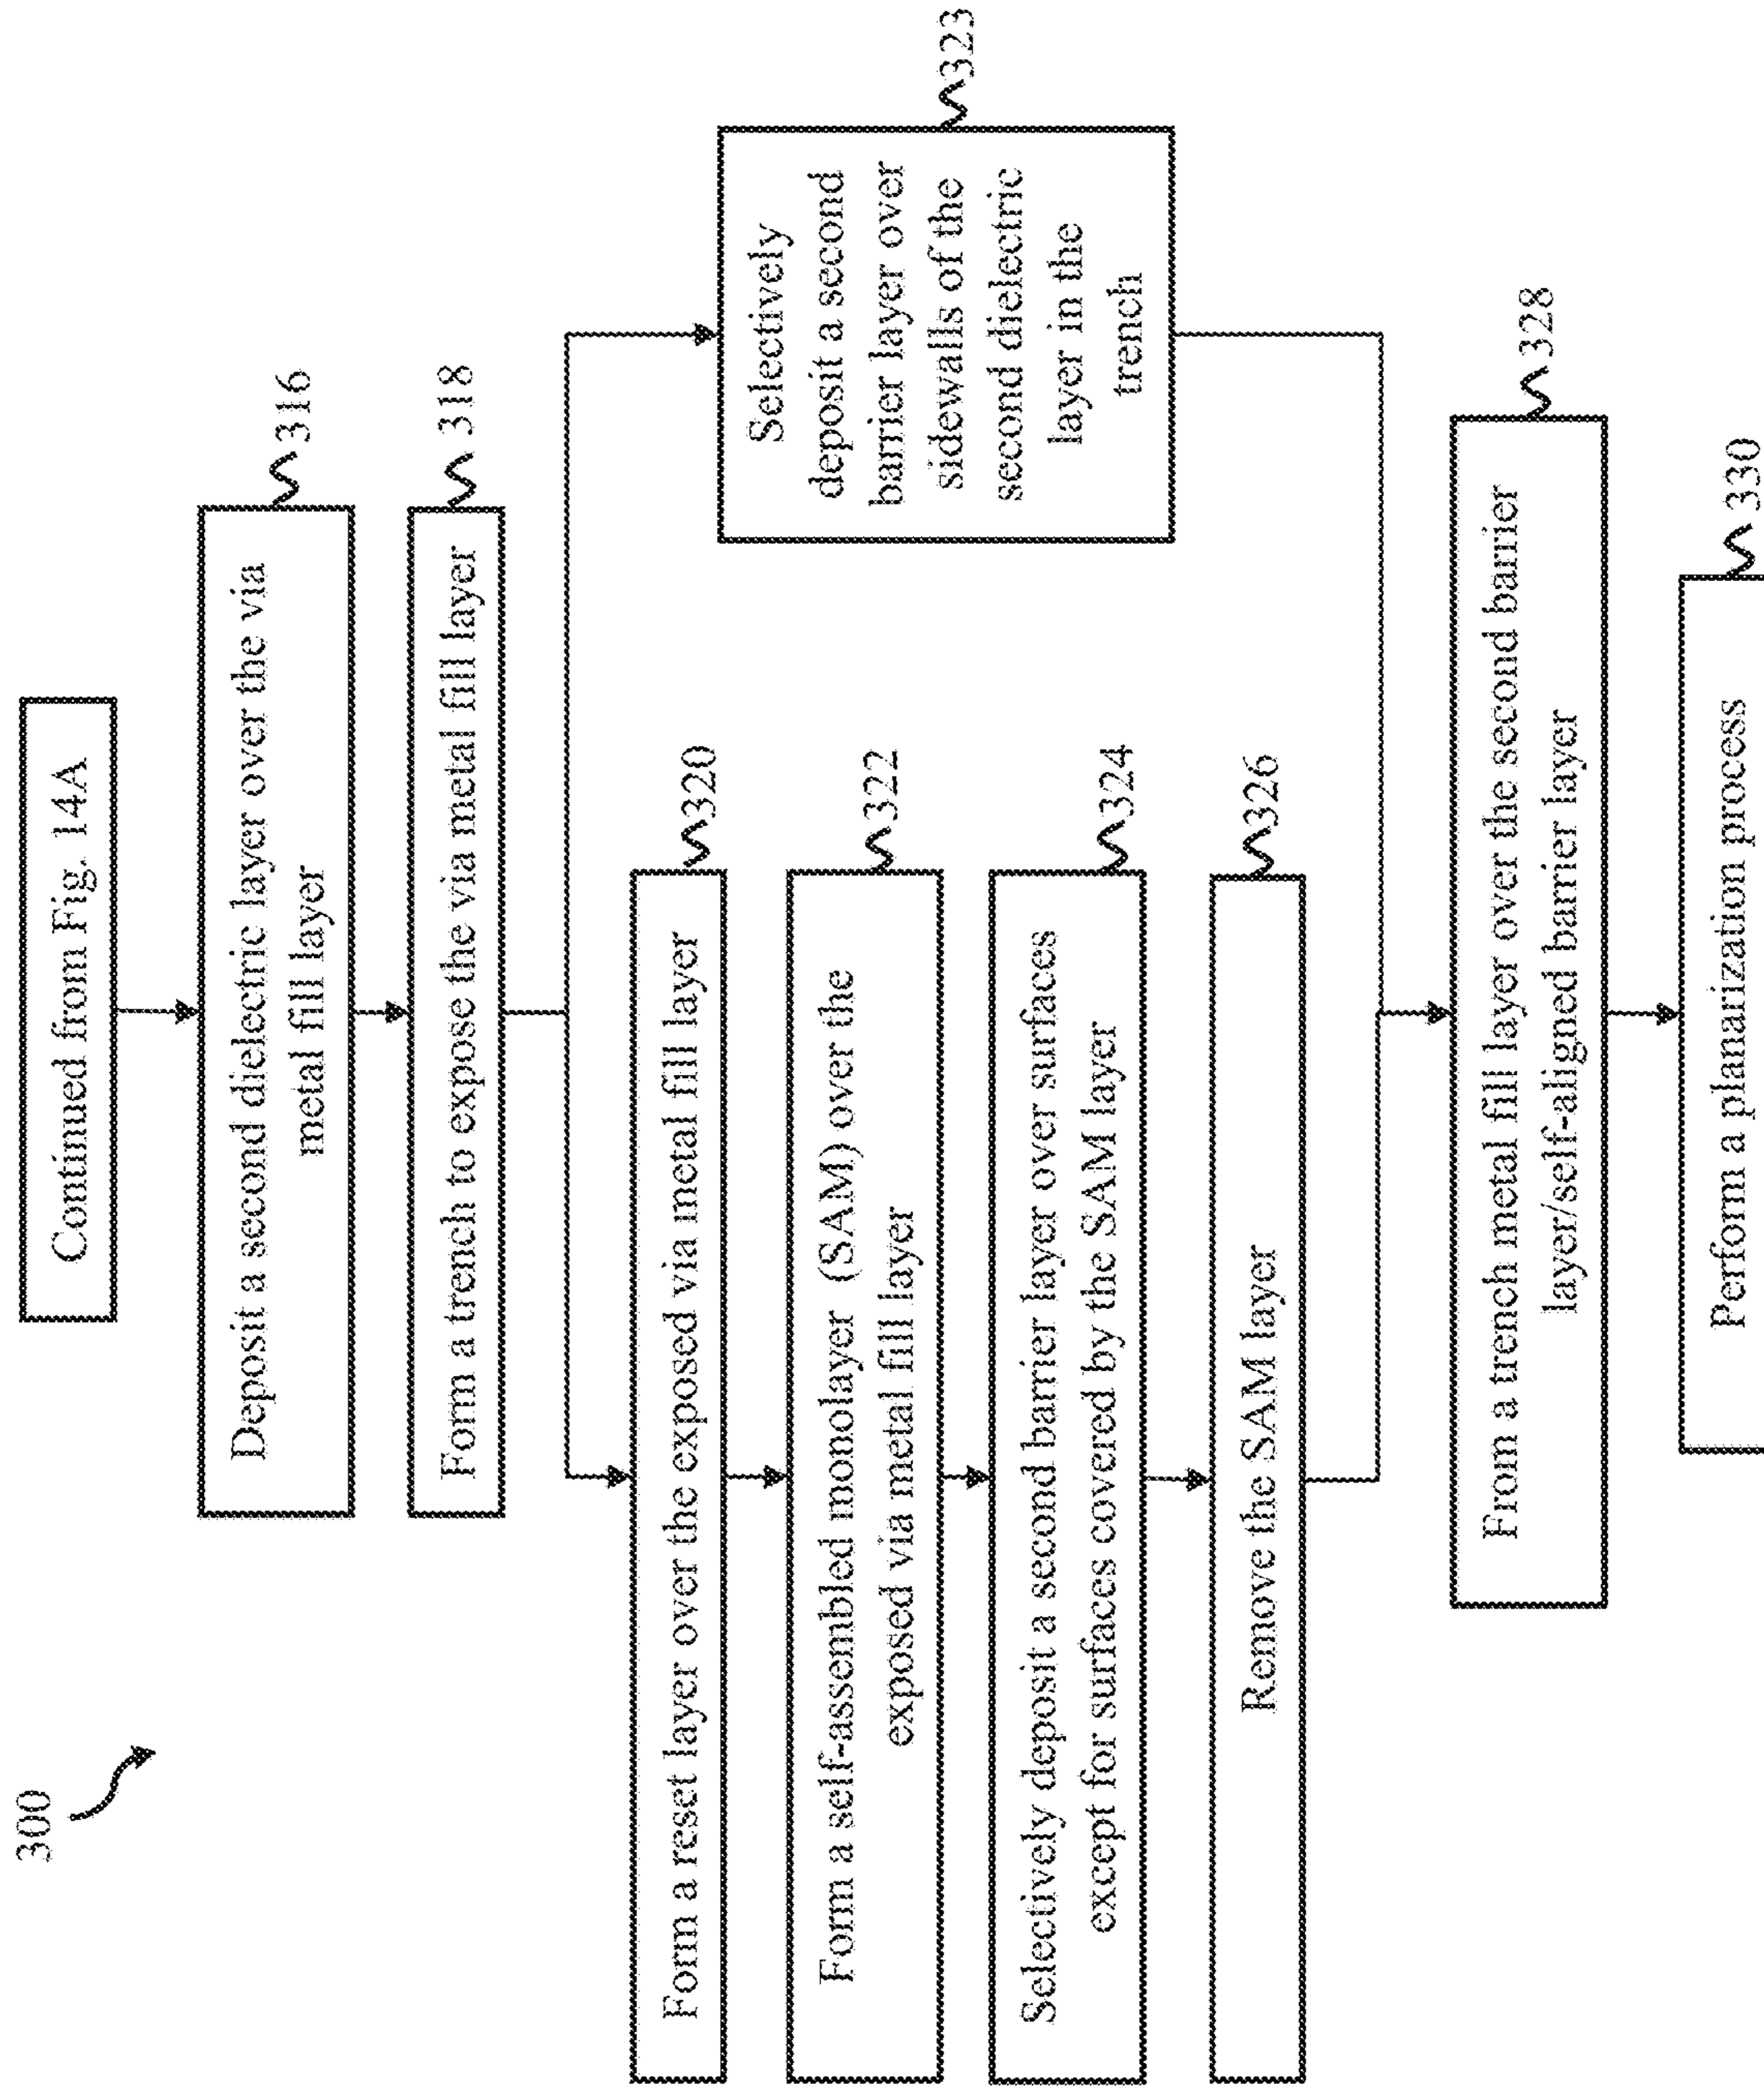 300
Continued from Fig. 14A
Deposit a second dielectric layer over the via
metal fill layer
316
Form a trench to expose the via metal fill layer
318
Form a reset layer over the exposed via metal fill layer
320
Form a self-assembled monolayer (SAM) over the
exposed via metal fill layer
322
Selectively deposit a second barrier layer over surfaces
except for surfaces covered by the SAM layer
324
Remove the SAM layer
326
Selectively
deposit a second
barrier layer over
sidewalls of the
second dielectric
layer in the
trench
323
From a trench metal fill layer over the second barrier
layer/self-aligned barrier layer
328
Perform a planarization process
330